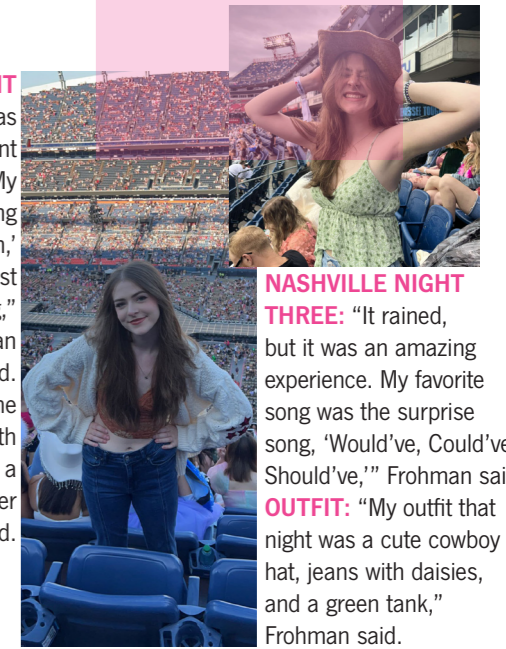 NASHVILLE NIGHT
THREE: “It rained,
but it was an amazing
experience. My favorite
song was the surprise
song, ‘Would’ve, Could’ve
Should’ve,’” Frohman sai
OUTFIT: “My outfit that
night was a cute cowboy
hat, jeans with daisies,
and a green tank,”
Frohman said.